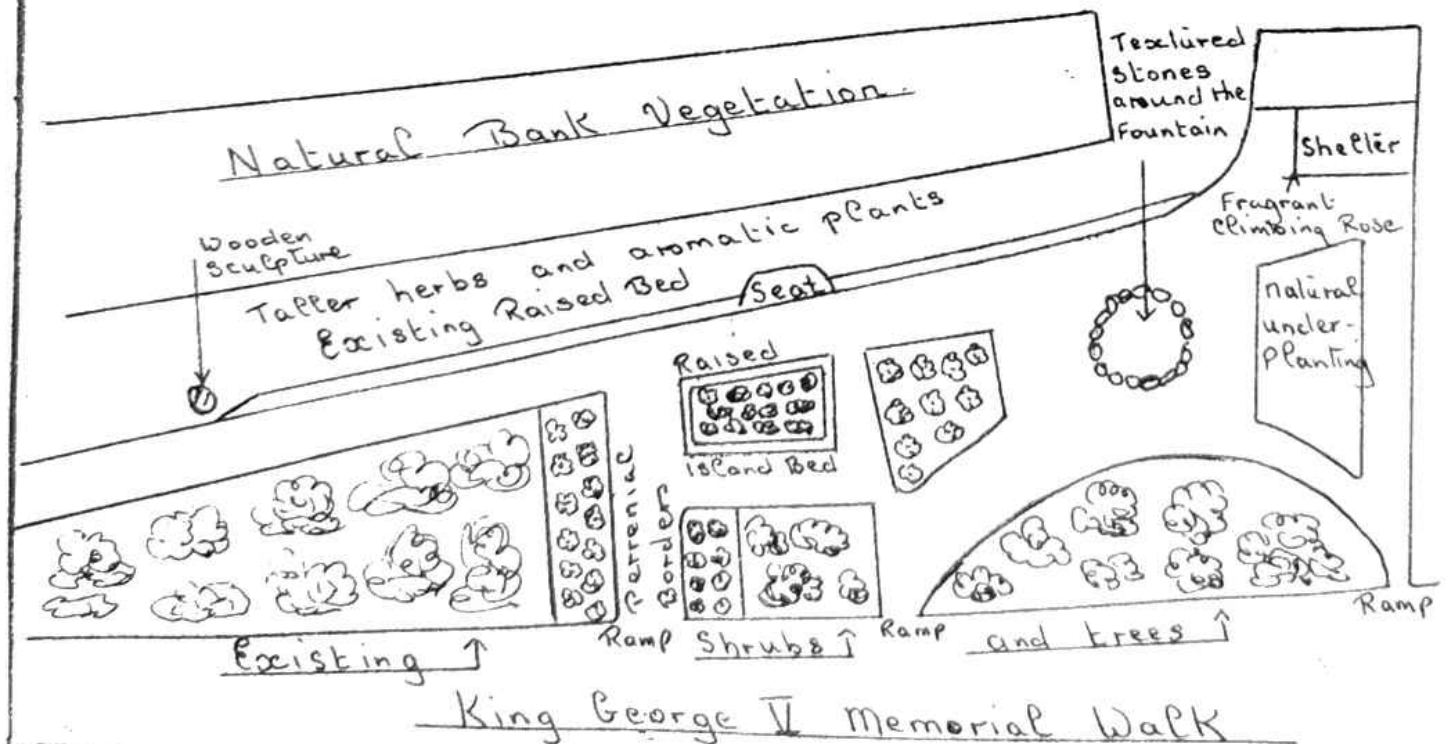 Natural Bank Vegetation.
Textured
stones
around the
Fountain
Shelter
Fragrant
Climbing Rose
Wooden
Sculpture
Taller herbs and aromatic plants
Existing Raised Bed
Seat
natural
under-
Planting
Raised
island Bed
Perrenial
Borders
Ramp
Ramp
Ramp
Existing ↑ Shrubs ↑ and trees ↑
King George V Memorial Walk